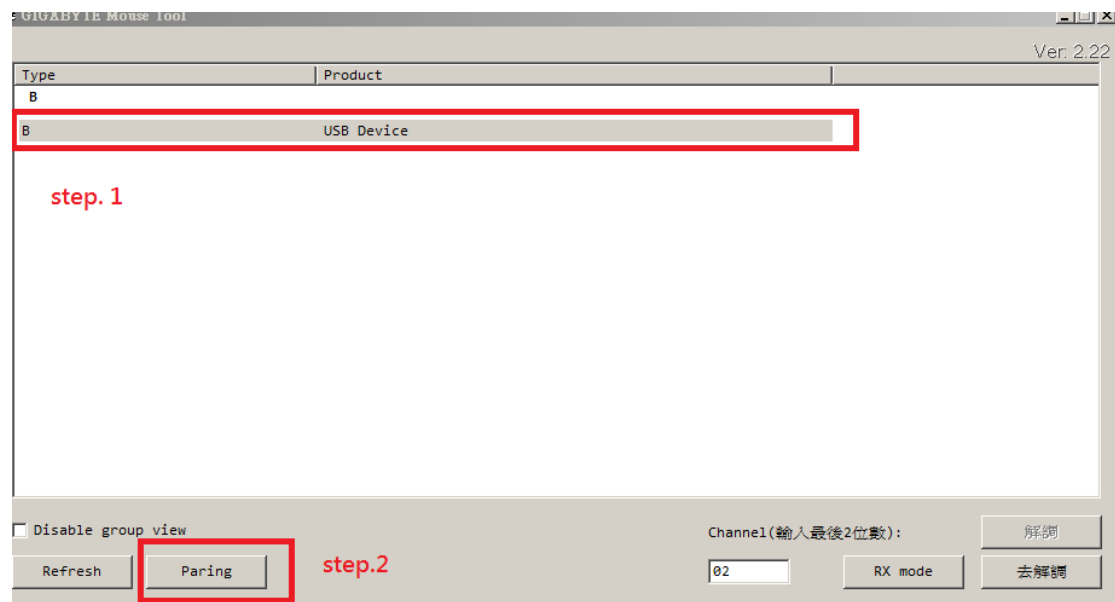 GIGABYTE Mouse Tool
Ver: 2.22
Type Product
B
B USB Device
step. 1
Disable group view
Channel(輸入最後2位數): 解調
Refresh Paring step.2 02 RX mode 去解調